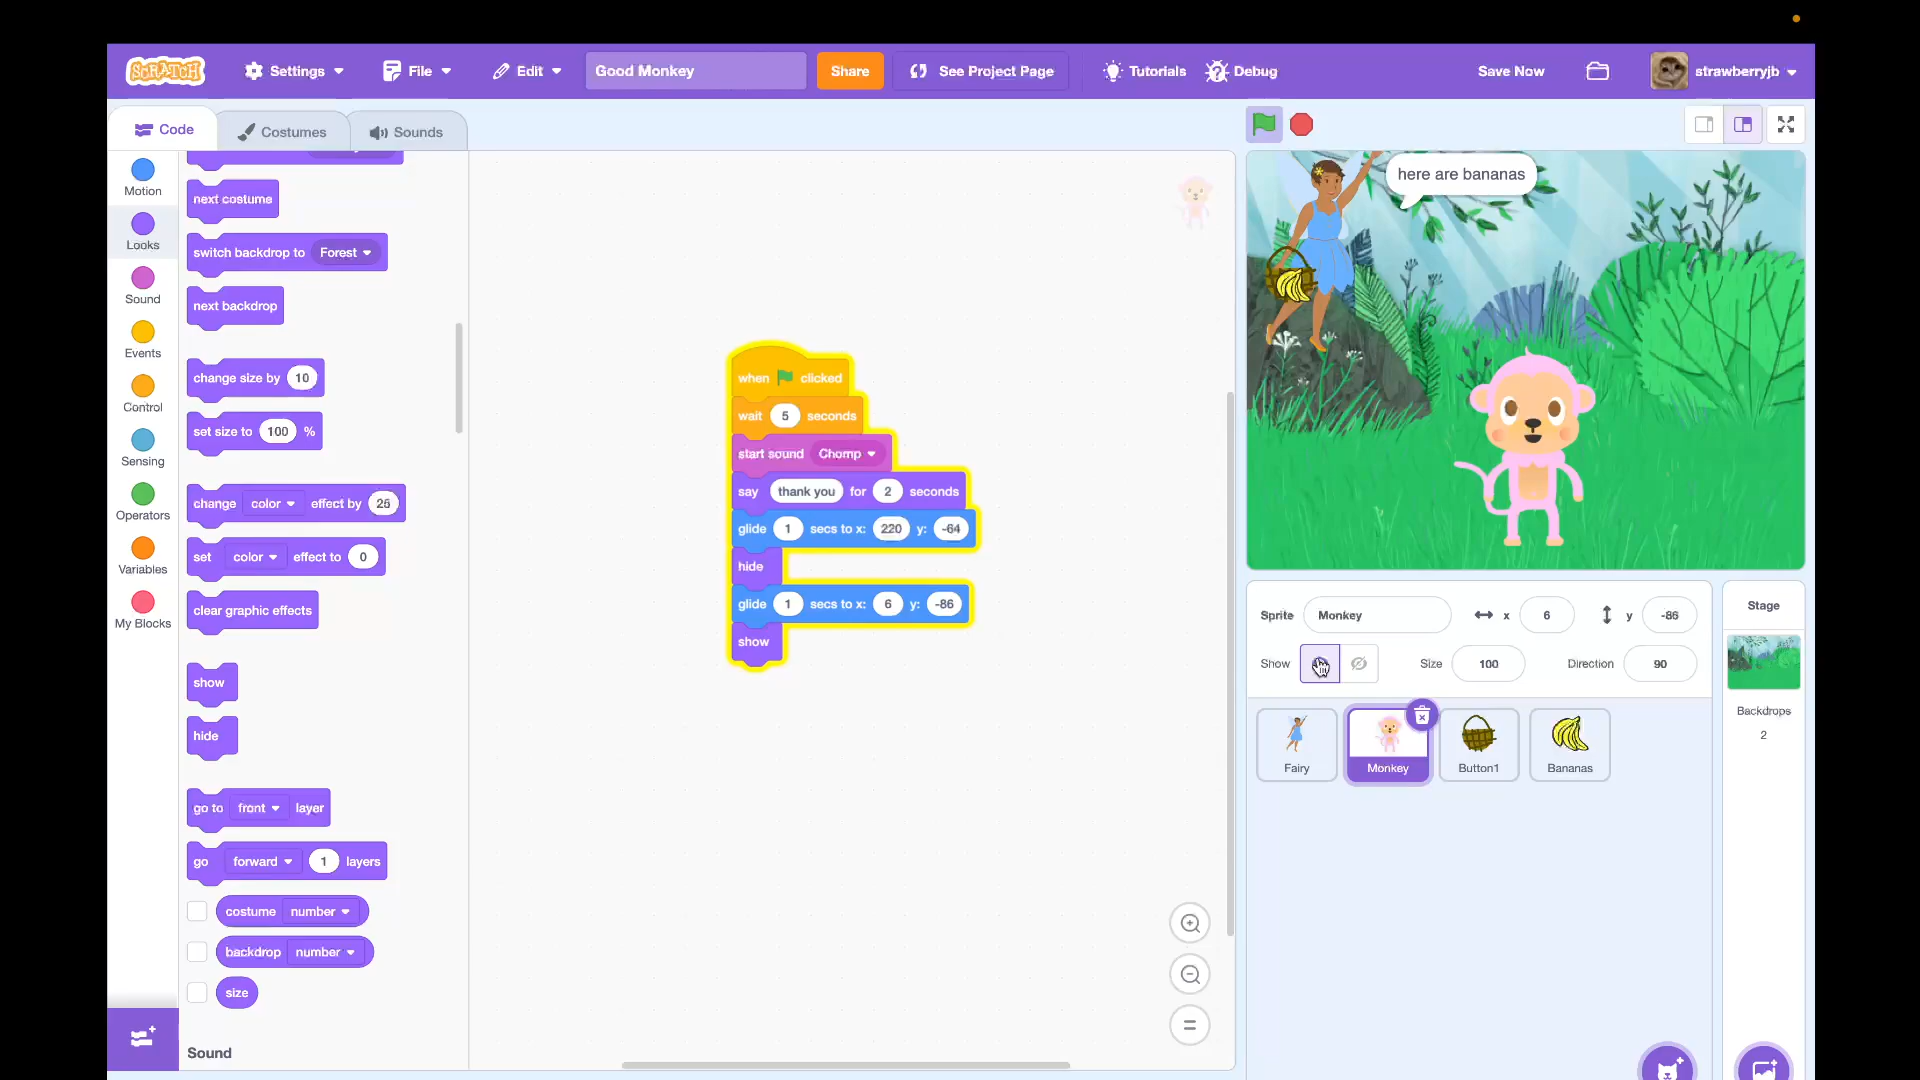 SCRATCH Settings File Edit Good Monkey Share See Project Page Tutorials Debug Save Now strawberryjb
Code Costumes Sounds
Motion
Looks
Sound
Events
Control
Sensing
Operators
Variables
My Blocks
next costume
switch backdrop to Forest
next backdrop
change size by 10
set size to 100 %
change color effect by 25
set color effect to 0
clear graphic effects
show
hide
go to front layer
go forward 1 layers
costume number
backdrop number
size
Sound
when clicked
wait 5 seconds
start sound Chomp
say thank you for 2 seconds
glide 1 secs to x: 220 y: -64
hide
glide 1 secs to x: 6 y: -86
show
here are bananas
Sprite Monkey x 6 y -86
Show Size 100 Direction 90
Fairy Monkey Button1 Bananas
Stage
Backdrops
2